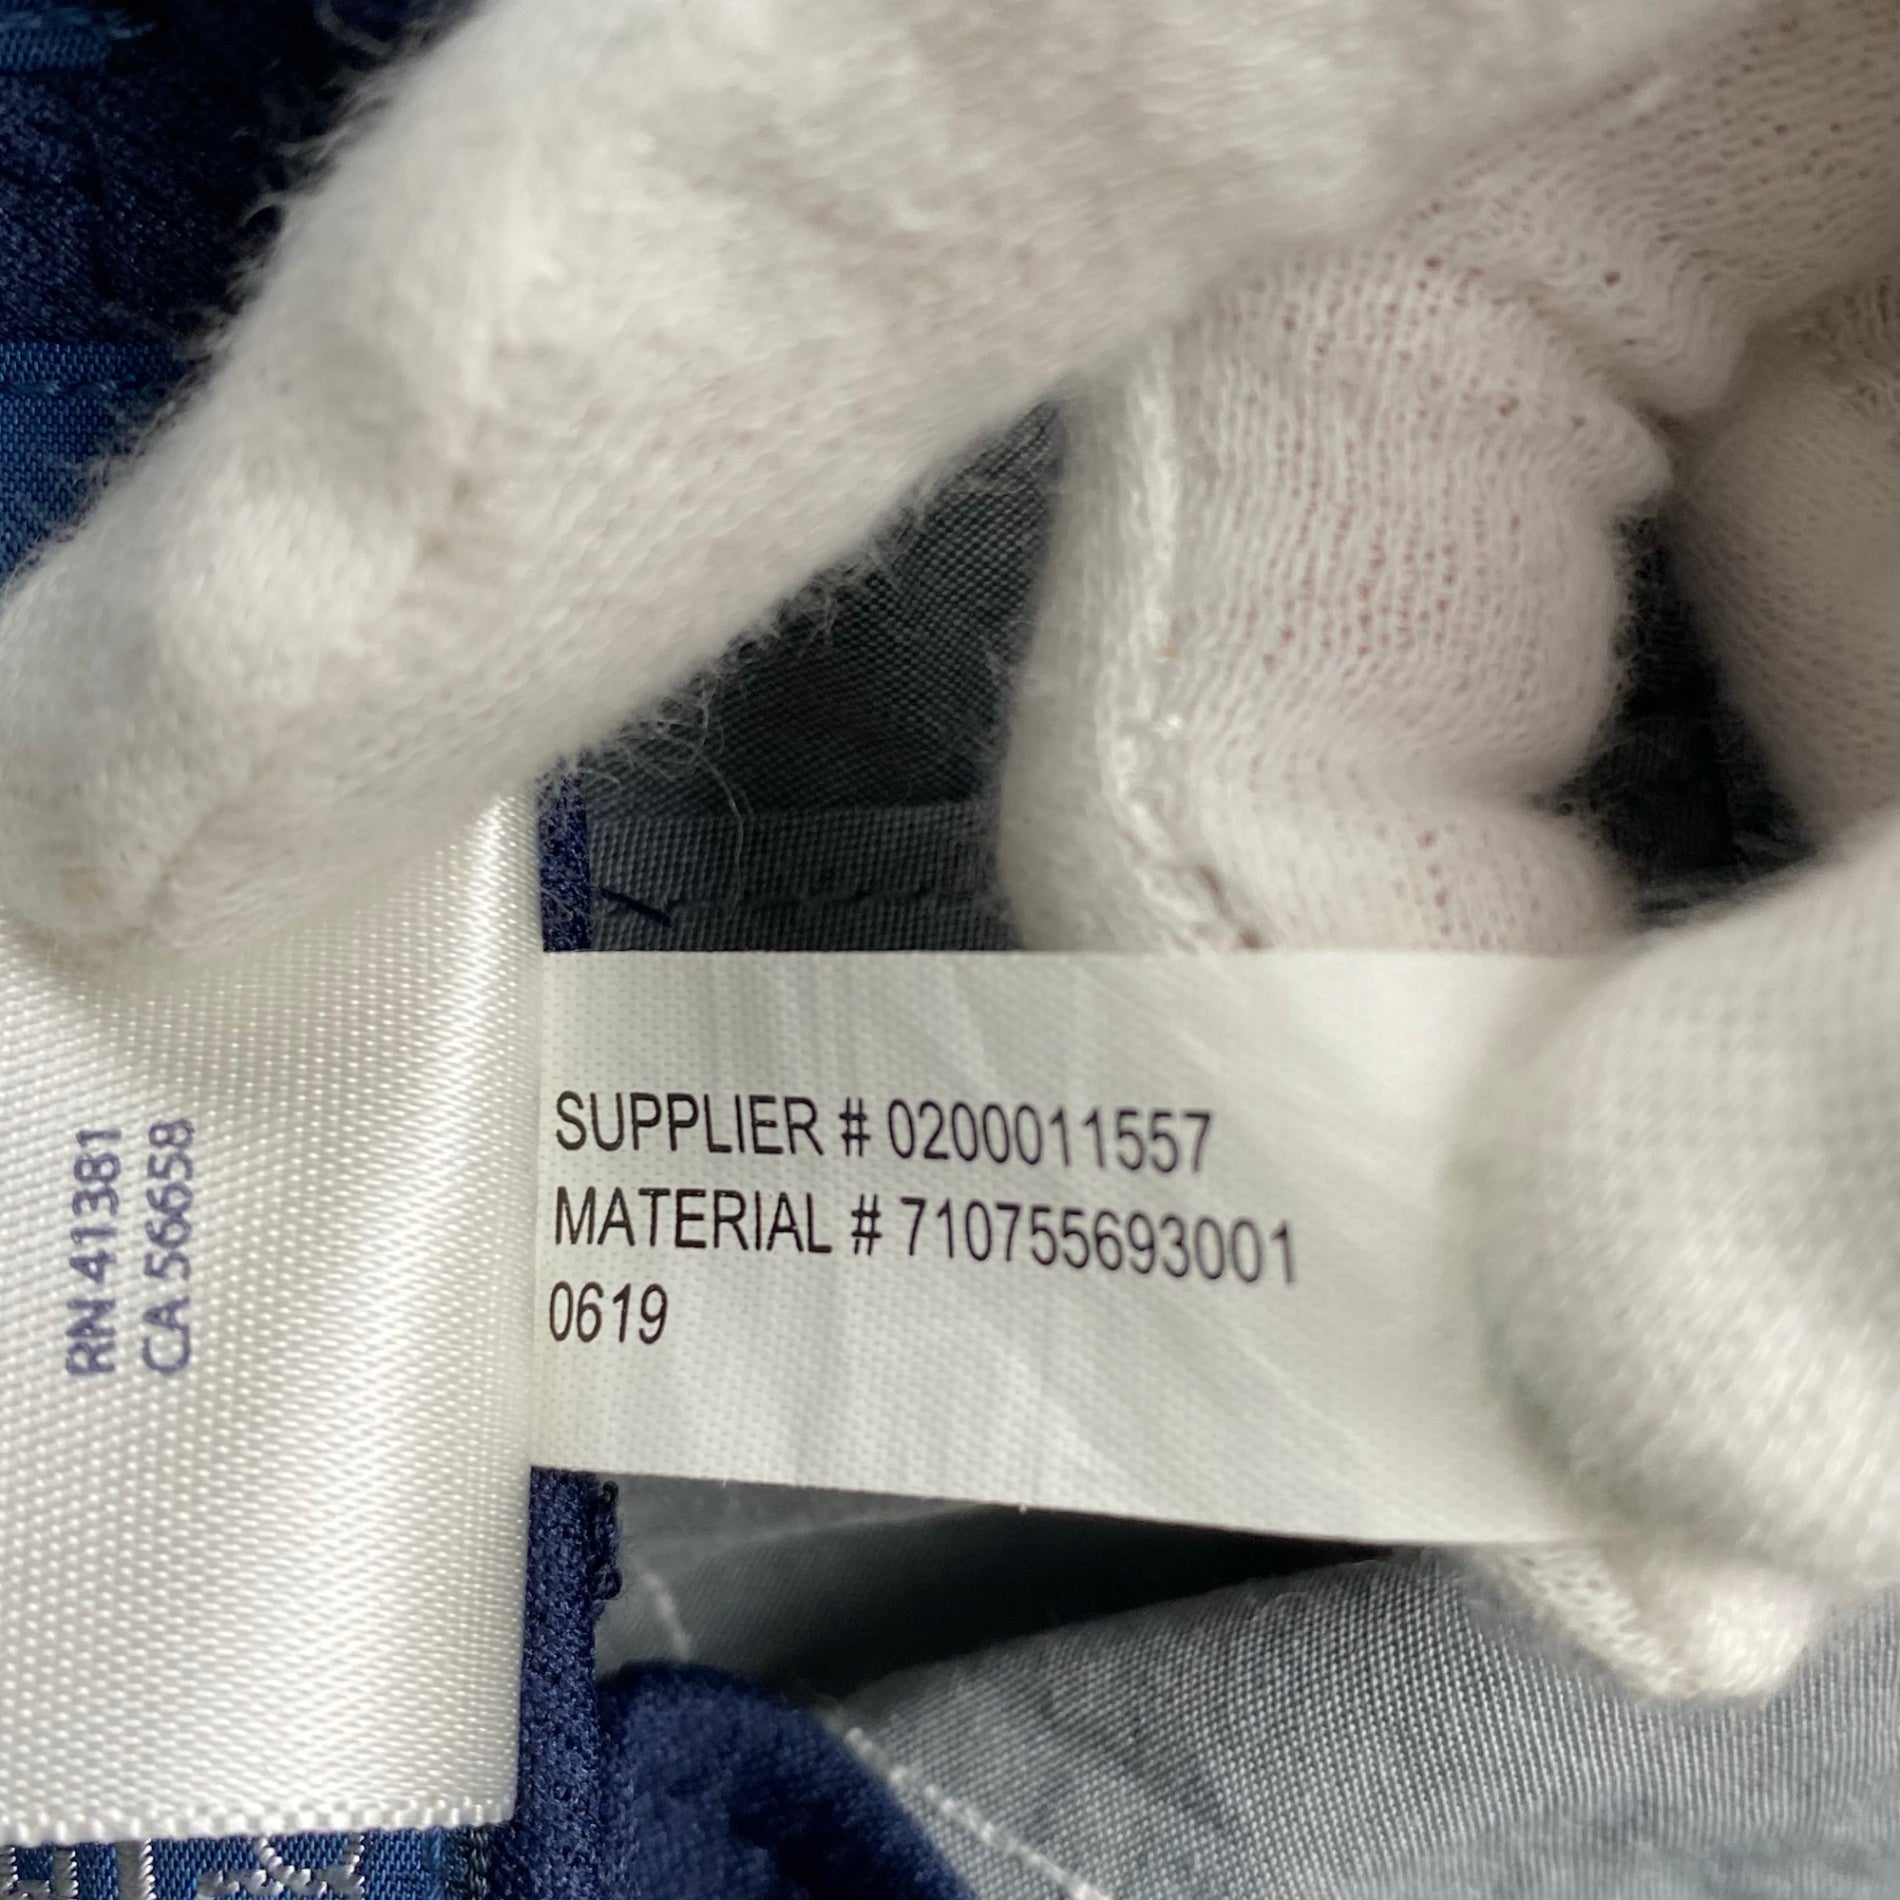 RN 41381
CA 56658
SUPPLIER # 0200011557
MATERIAL # 710755693001
0619